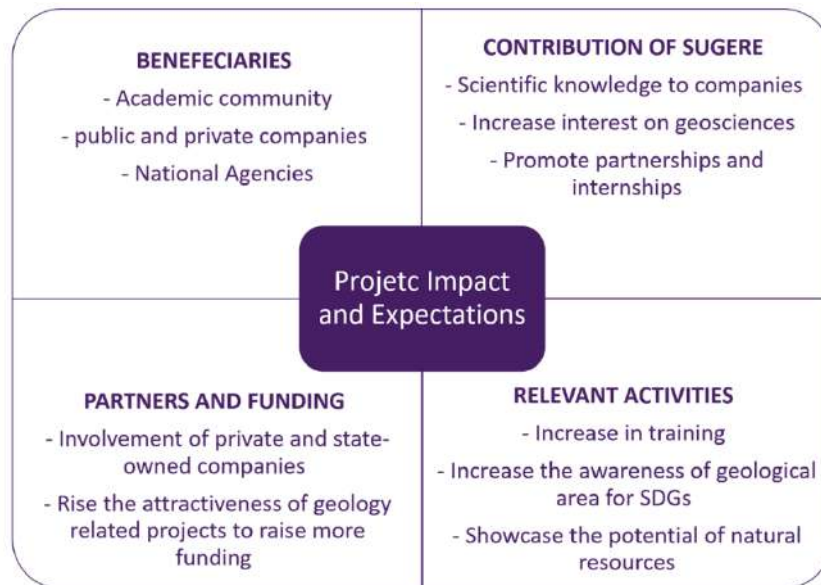 BENEFECIARIES
- Academic community
- public and private companies
- National Agencies
CONTRIBUTION OF SUGERE
- Scientific knowledge to companies
- Increase interest on geosciences
- Promote partnerships and
internships
Projetc Impact
and Expectations
PARTNERS AND FUNDING
- Involvement of private and state-
owned companies
- Rise the attractiveness of geology
related projects to raise more
funding
RELEVANT ACTIVITIES
- Increase in training
- Increase the awareness of geological
area for SDGs
- Showcase the potential of natural
resources